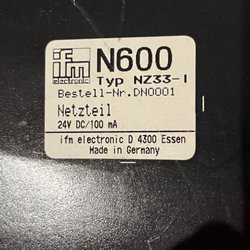 ifm electronic
N600
Typ NZ33-I
Bestell-Nr.DN0001
Netzteil
24V DC/100 mA
ifm electronic D 4300 Essen
Made in Germany